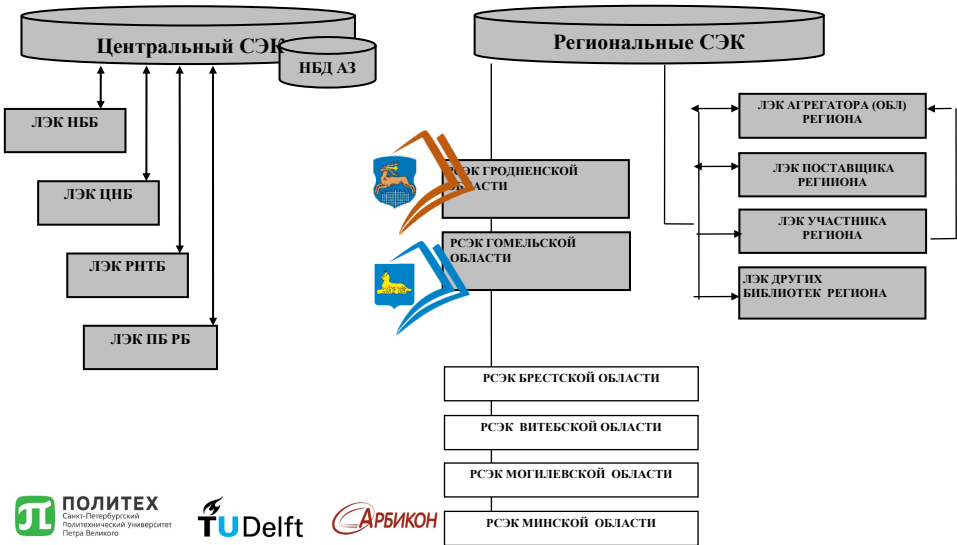 Центральный СЭК
НБД АЗ
ЛЭК НББ
ЛЭК ЦНБ
ЛЭК РНТБ
ЛЭК ПБ РБ
Региональные СЭК
РСЭК ГРОДНЕНСКОЙ
ОБЛАСТИ
РСЭК ГОМЕЛЬСКОЙ
ОБЛАСТИ
РСЭК БРЕСТСКОЙ ОБЛАСТИ
РСЭК ВИТЕБСКОЙ ОБЛАСТИ
РСЭК МОГИЛЕВСКОЙ ОБЛАСТИ
РСЭК МИНСКОЙ ОБЛАСТИ
ЛЭК АГРЕГАТОРА (ОБЛ)
РЕГИОНА
ЛЭК ПОСТАВЩИКА
РЕГИИОНА
ЛЭК УЧАСТНИКА
РЕГИОНА
ЛЭК ДРУГИХ
БИБЛИОТЕК РЕГИОНА
ПОЛИТЕХ
Санкт-Петербургский
Политехнический Университет
Петра Великого
TUDelft
АРБИКОН